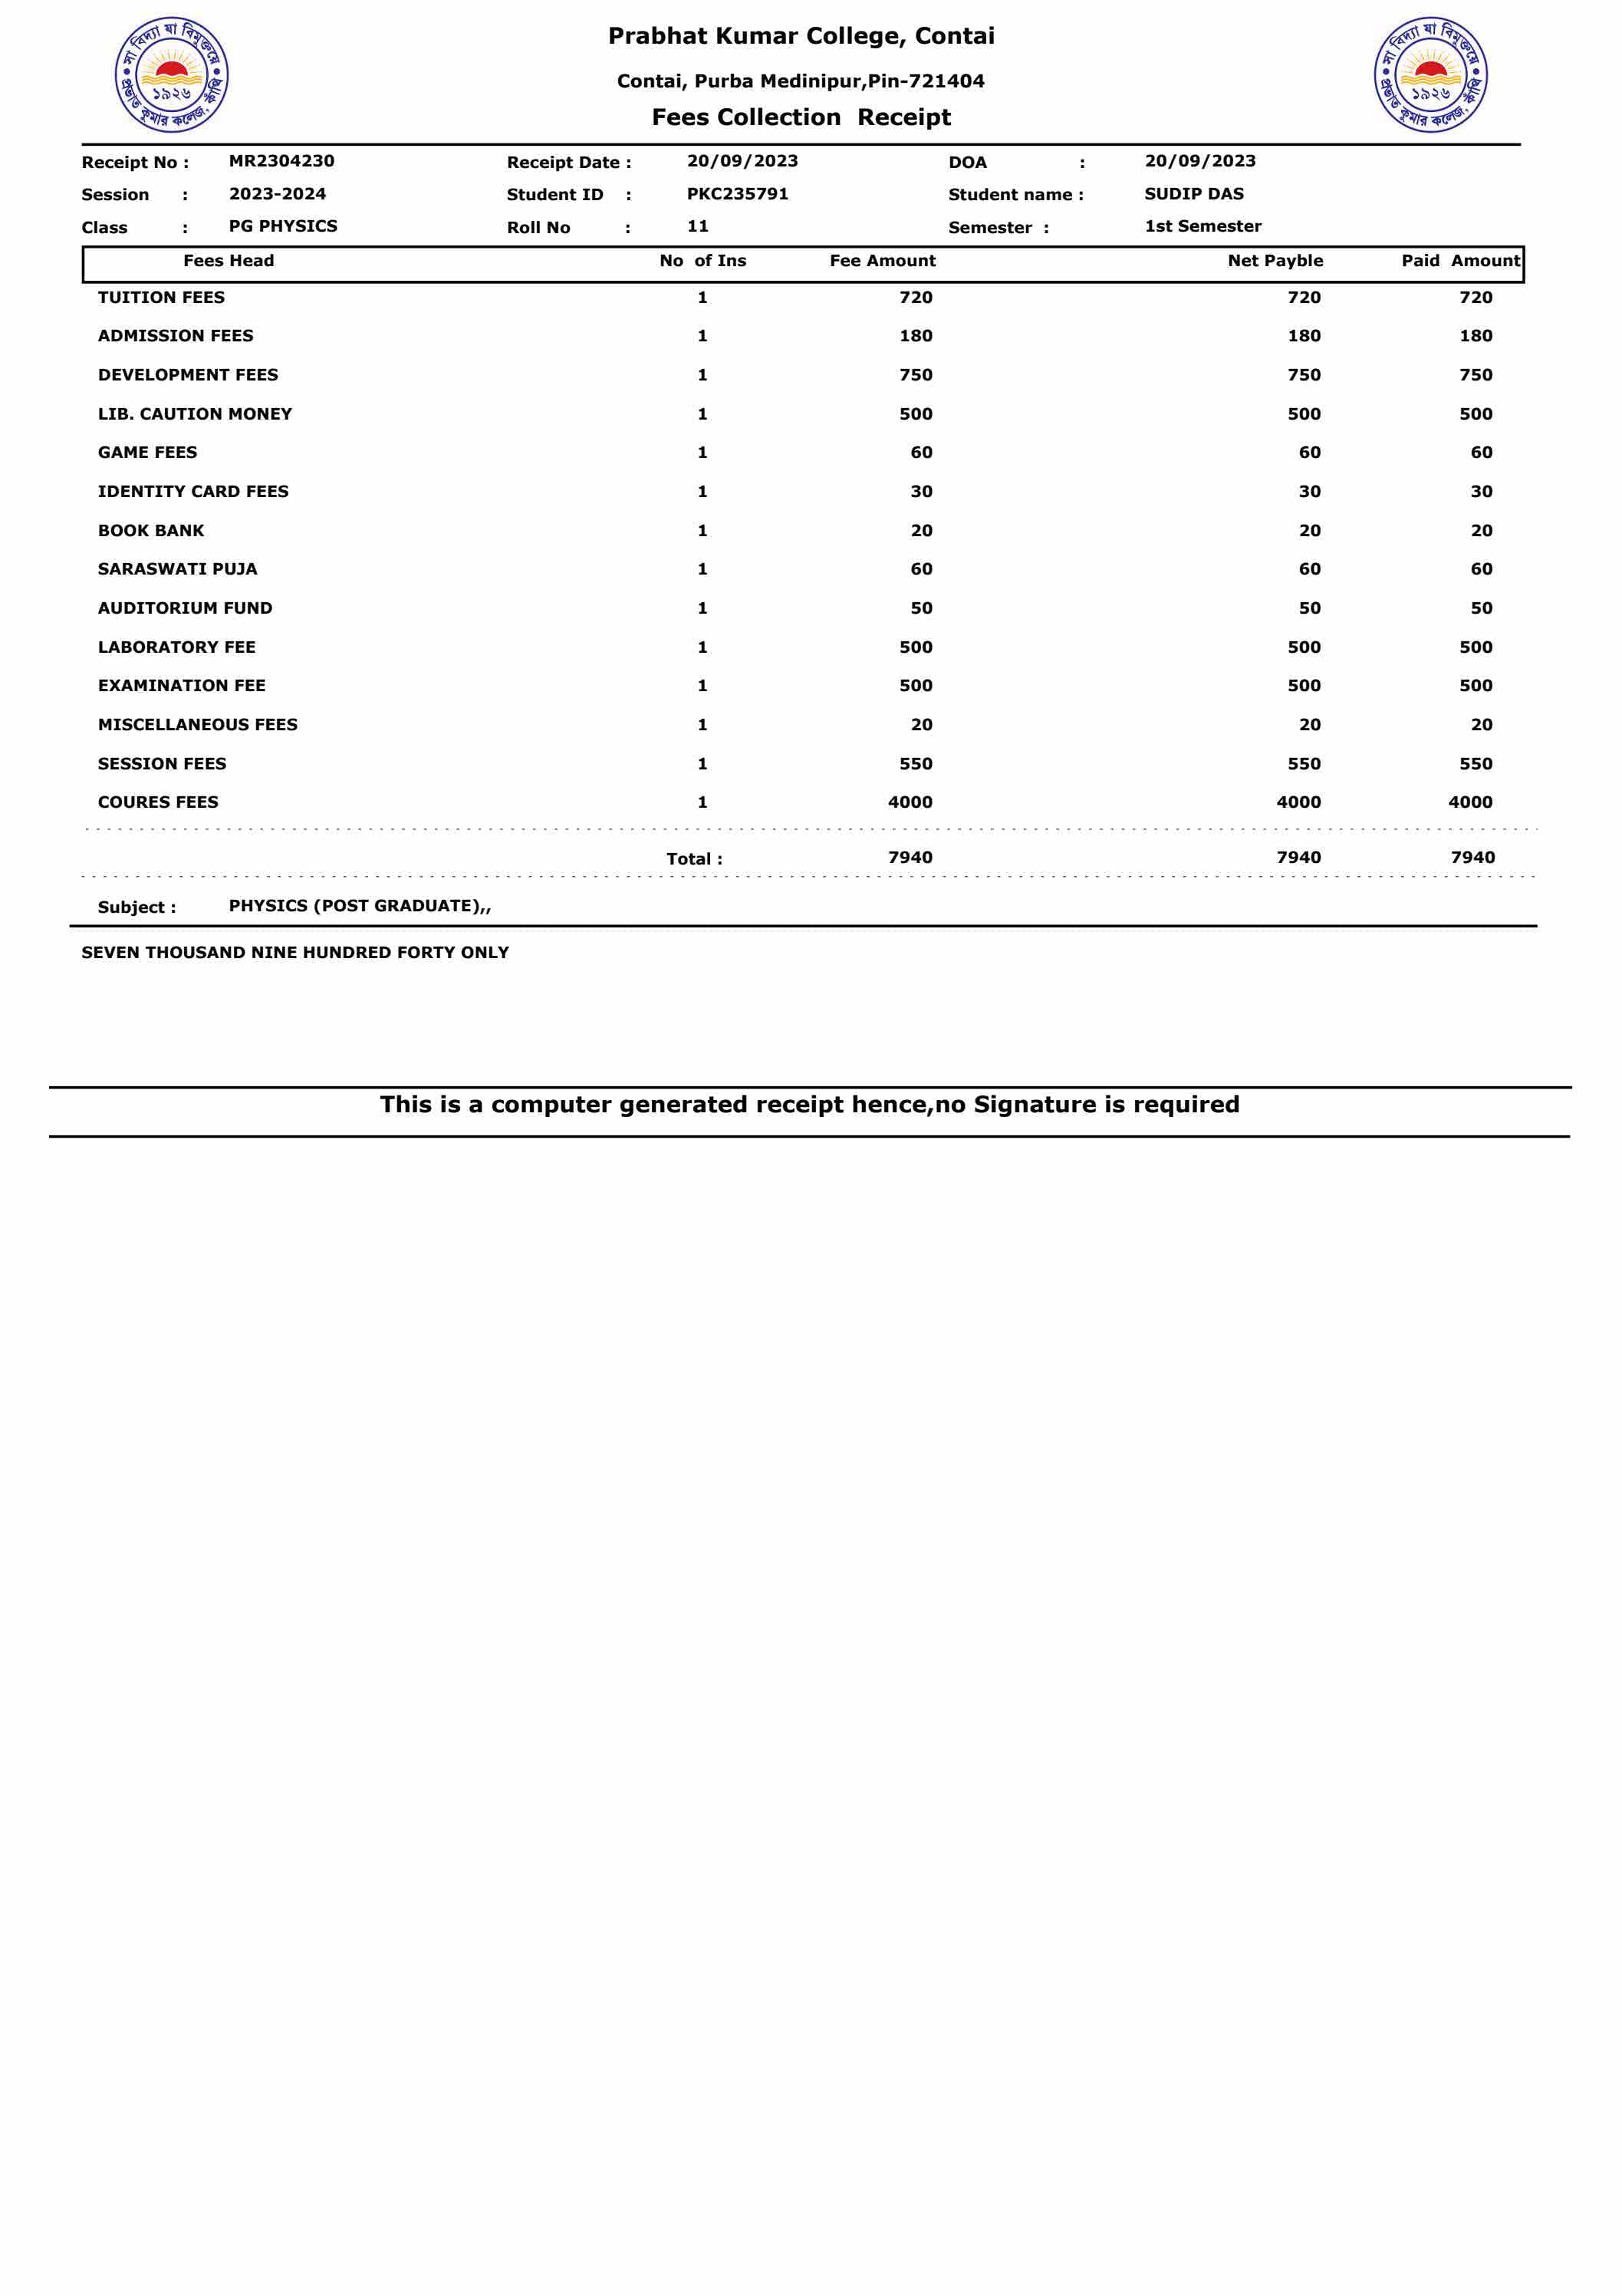 সা বিদ্যা যা বিমুক্তয়ে
১৯২৬
প্রভাত কুমার কলেজ, কাঁথি
Prabhat Kumar College, Contai
Contai, Purba Medinipur,Pin-721404
Fees Collection Receipt
সা বিদ্যা যা বিমুক্তয়ে
১৯২৬
প্রভাত কুমার কলেজ, কাঁথি
Receipt No : MR2304230 Receipt Date : 20/09/2023 DOA : 20/09/2023
Session : 2023-2024 Student ID : PKC235791 Student name : SUDIP DAS
Class : PG PHYSICS Roll No : 11 Semester : 1st Semester
Fees Head No of Ins Fee Amount Net Payble Paid Amount
TUITION FEES 1 720 720 720
ADMISSION FEES 1 180 180 180
DEVELOPMENT FEES 1 750 750 750
LIB. CAUTION MONEY 1 500 500 500
GAME FEES 1 60 60 60
IDENTITY CARD FEES 1 30 30 30
BOOK BANK 1 20 20 20
SARASWATI PUJA 1 60 60 60
AUDITORIUM FUND 1 50 50 50
LABORATORY FEE 1 500 500 500
EXAMINATION FEE 1 500 500 500
MISCELLANEOUS FEES 1 20 20 20
SESSION FEES 1 550 550 550
COURES FEES 1 4000 4000 4000
Total : 7940 7940 7940
Subject : PHYSICS (POST GRADUATE),,
SEVEN THOUSAND NINE HUNDRED FORTY ONLY
This is a computer generated receipt hence,no Signature is required